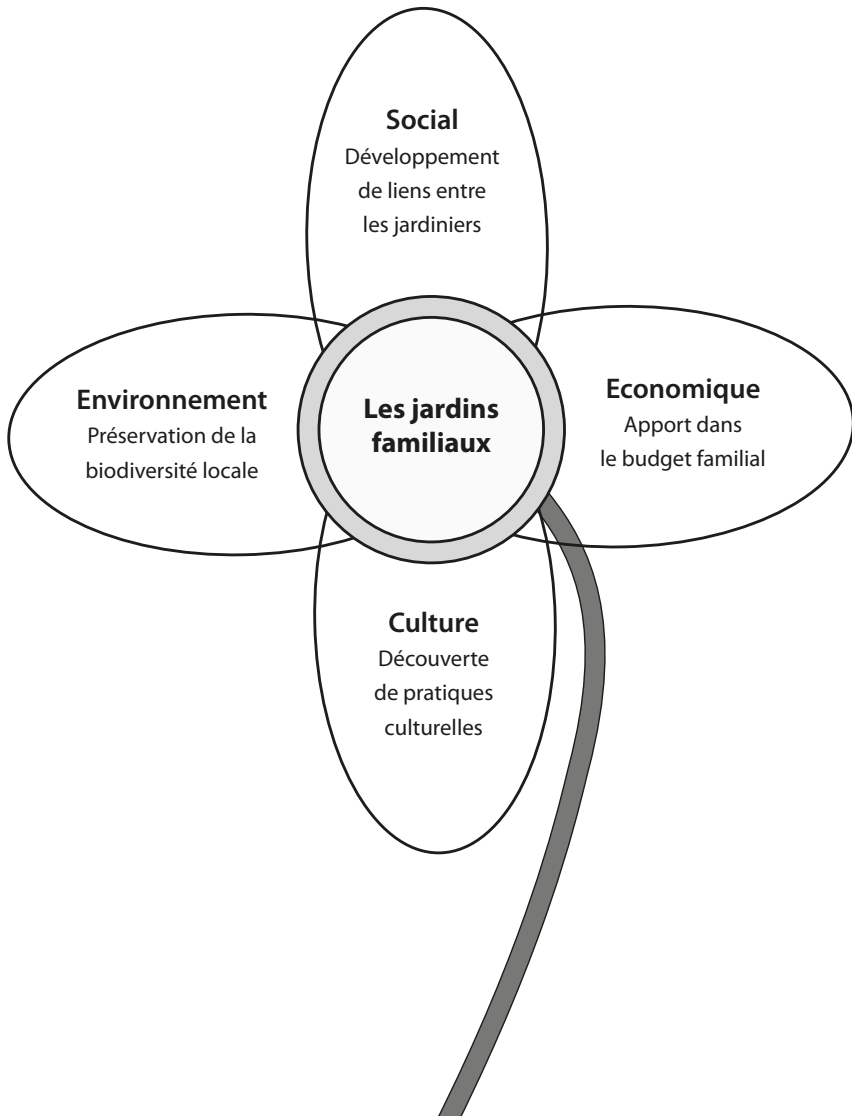 Social
Développement
de liens entre
les jardiniers
Environnement
Préservation de la
biodiversité locale
Les jardins
familiaux
Economique
Apport dans
le budget familial
Culture
Découverte
de pratiques
culturelles